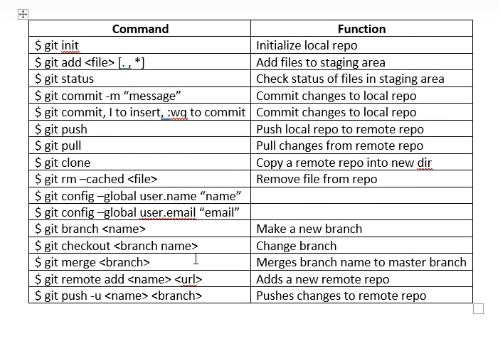 Command Function
$ git init Initialize local repo
$ git add <file> [. , *] Add files to staging area
$ git status Check status of files in staging area
$ git commit -m “message” Commit changes to local repo
$ git commit, I to insert, :wq to commit Commit changes to local repo
$ git push Push local repo to remote repo
$ git pull Pull changes from remote repo
$ git clone Copy a remote repo into new dir
$ git rm –cached <file> Remove file from repo
$ git config –global user.name “name”
$ git config –global user.email “email”
$ git branch <name> Make a new branch
$ git checkout <branch name> Change branch
$ git merge <branch> Merges branch name to master branch
$ git remote add <name> <url> Adds a new remote repo
$ git push -u <name> <branch> Pushes changes to remote repo